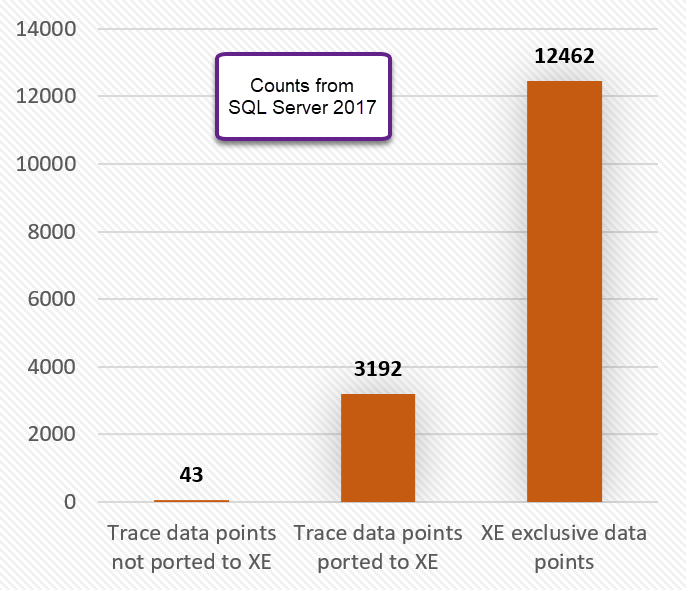 14000
12000
10000
8000
6000
4000
2000
0
Counts from
SQL Server 2017
43
3192
12462
Trace data points
not ported to XE
Trace data points
ported to XE
XE exclusive data
points